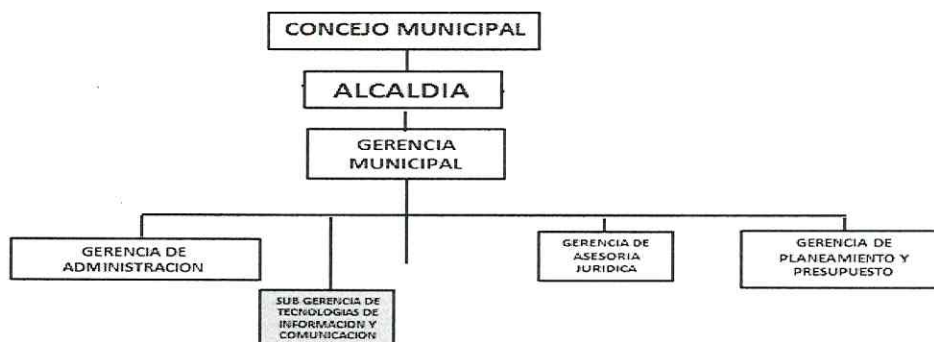 CONCEJO MUNICIPAL
ALCALDIA
GERENCIA
MUNICIPAL
GERENCIA DE
ADMINISTRACION
SUB GERENCIA DE
TECNOLOGIAS DE
INFORMACION Y
COMUNICACION
GERENCIA DE
ASESORIA
JURIDICA
GERENCIA DE
PLANEAMIENTO Y
PRESUPUESTO